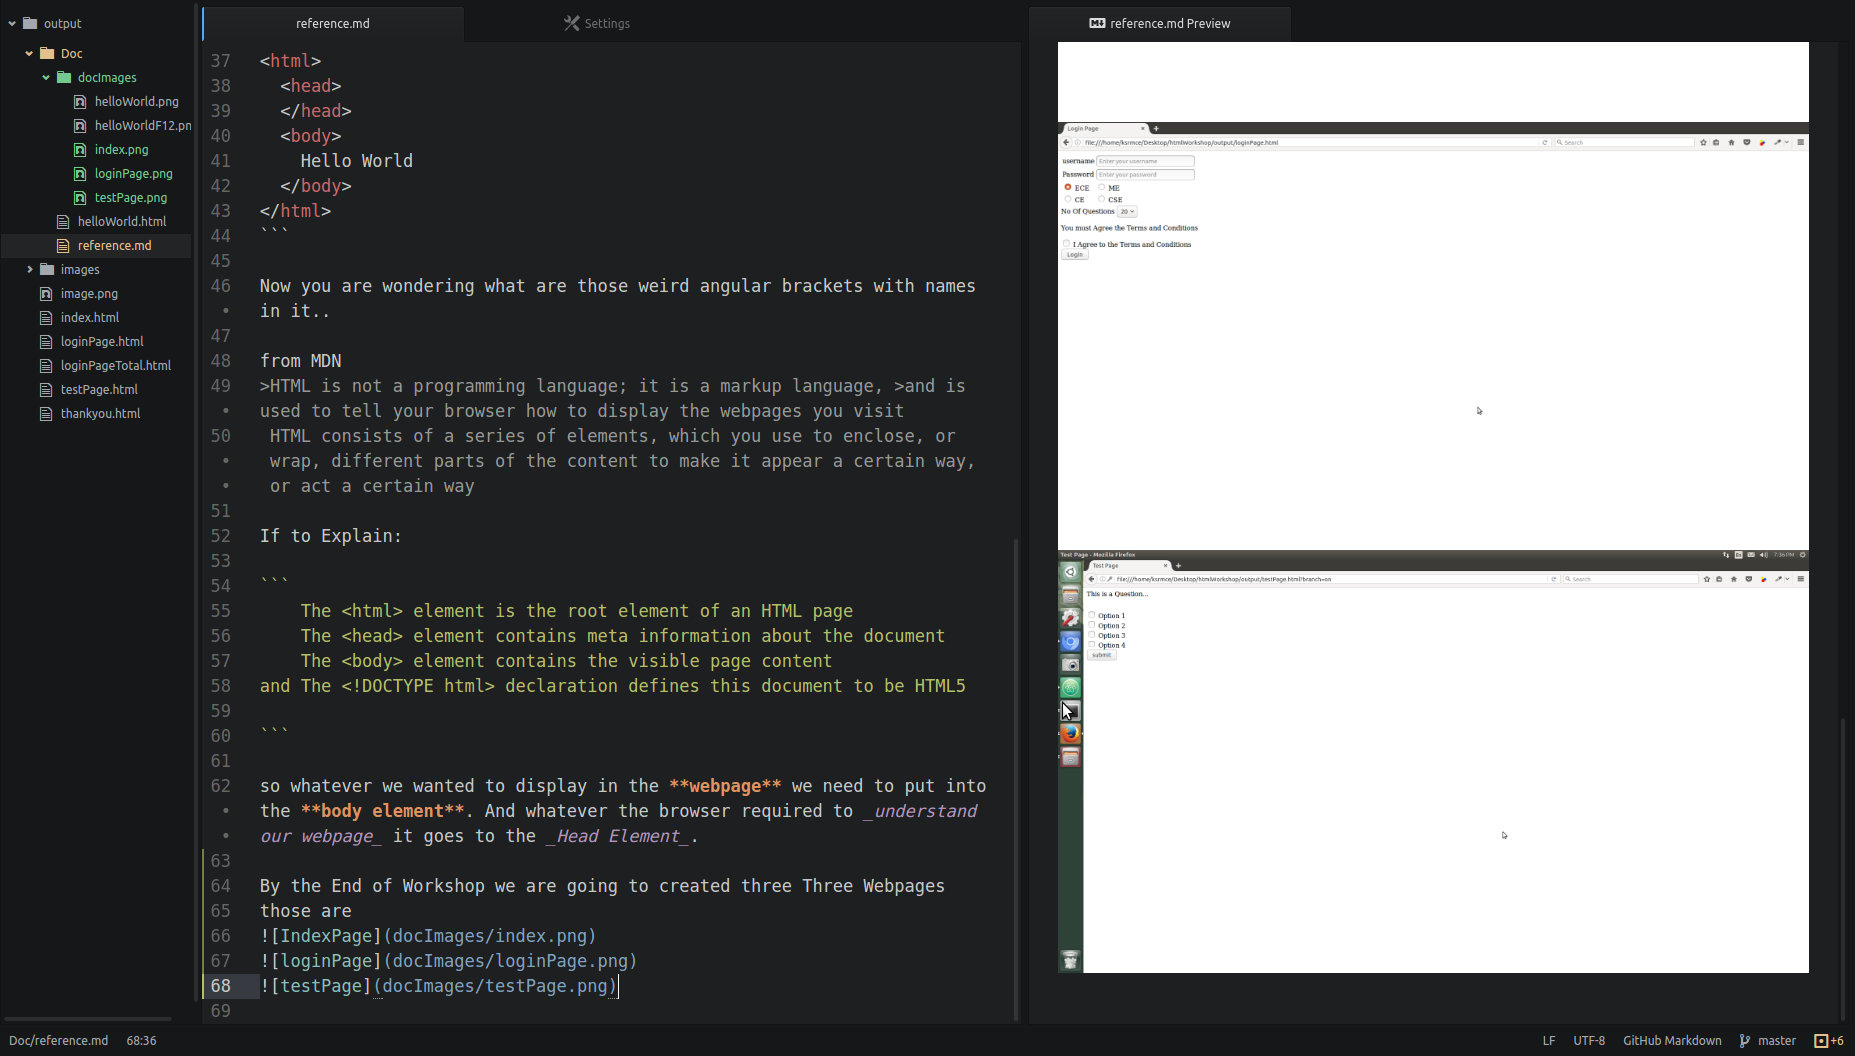 output
Doc
docImages
helloWorld.png
helloWorldF12.pn
index.png
loginPage.png
testPage.png
helloWorld.html
reference.md
images
image.png
index.html
loginPage.html
loginPageTotal.html
testPage.html
thankyou.html
reference.md
Settings
37 <html>
38   <head>
39   </head>
40   <body>
41     Hello World
42   </body>
43 </html>
44 ```
45
46 Now you are wondering what are those weird angular brackets with names
• in it..
47
48 from MDN
49 >HTML is not a programming language; it is a markup language, >and is
• used to tell your browser how to display the webpages you visit
50  HTML consists of a series of elements, which you use to enclose, or
•  wrap, different parts of the content to make it appear a certain way,
•  or act a certain way
51
52 If to Explain:
53
54 ```
55     The <html> element is the root element of an HTML page
56     The <head> element contains meta information about the document
57     The <body> element contains the visible page content
58 and The <!DOCTYPE html> declaration defines this document to be HTML5
59
60 ```
61
62 so whatever we wanted to display in the **webpage** we need to put into
• the **body element**. And whatever the browser required to _understand
• our webpage_ it goes to the _Head Element_.
63
64 By the End of Workshop we are going to created three Three Webpages
65 those are
66 ![IndexPage](docImages/index.png)
67 ![loginPage](docImages/loginPage.png)
68 ![testPage](docImages/testPage.png)
69
reference.md Preview
Login Page
file:///home/ksrmce/Desktop/htmlWorkshop/output/loginPage.html
Search
username Enter your username
Password Enter your password
ECE ME
CE CSE
No Of Questions 20
You must Agree the Terms and Conditions
I Agree to the Terms and Conditions
Login
Test Page - Mozilla Firefox
7:36 PM
Test Page
file:///home/ksrmce/Desktop/htmlWorkshop/output/testPage.html?branch=on
Search
This is a Question...
Option 1
Option 2
Option 3
Option 4
submit
Doc/reference.md 68:36
LF UTF-8 GitHub Markdown master +6